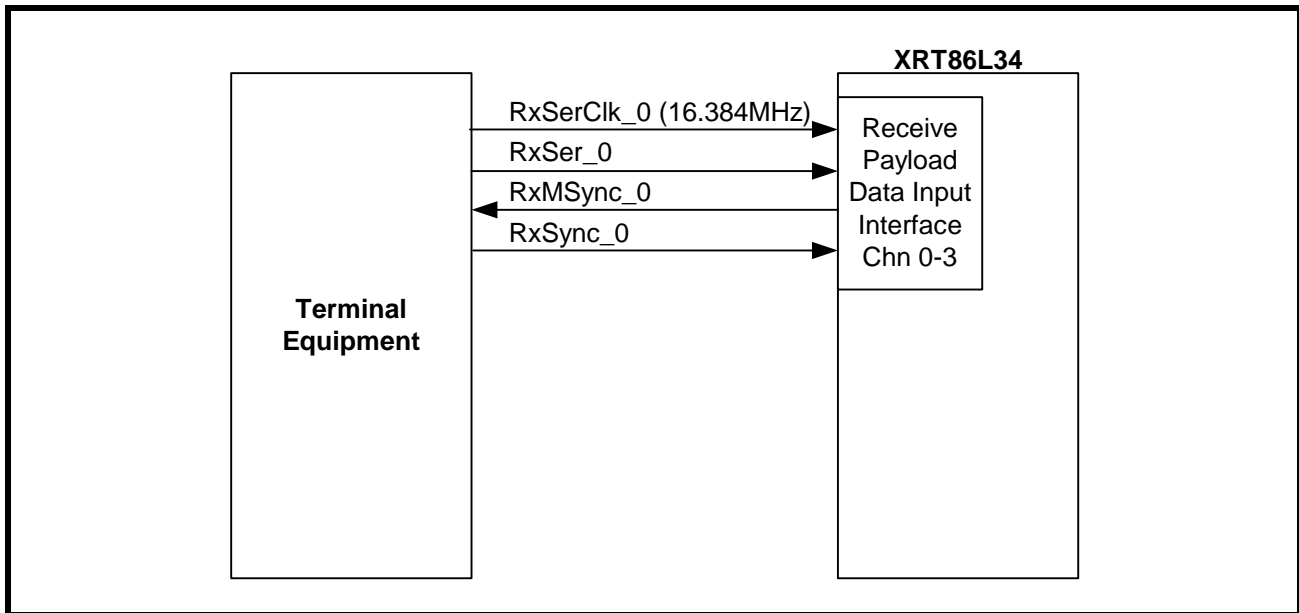 XRT86L34
RxSerClk_0 (16.384MHz)
RxSer_0
RxMSync_0
RxSync_0
Receive
Payload
Data Input
Interface
Chn 0-3
Terminal
Equipment